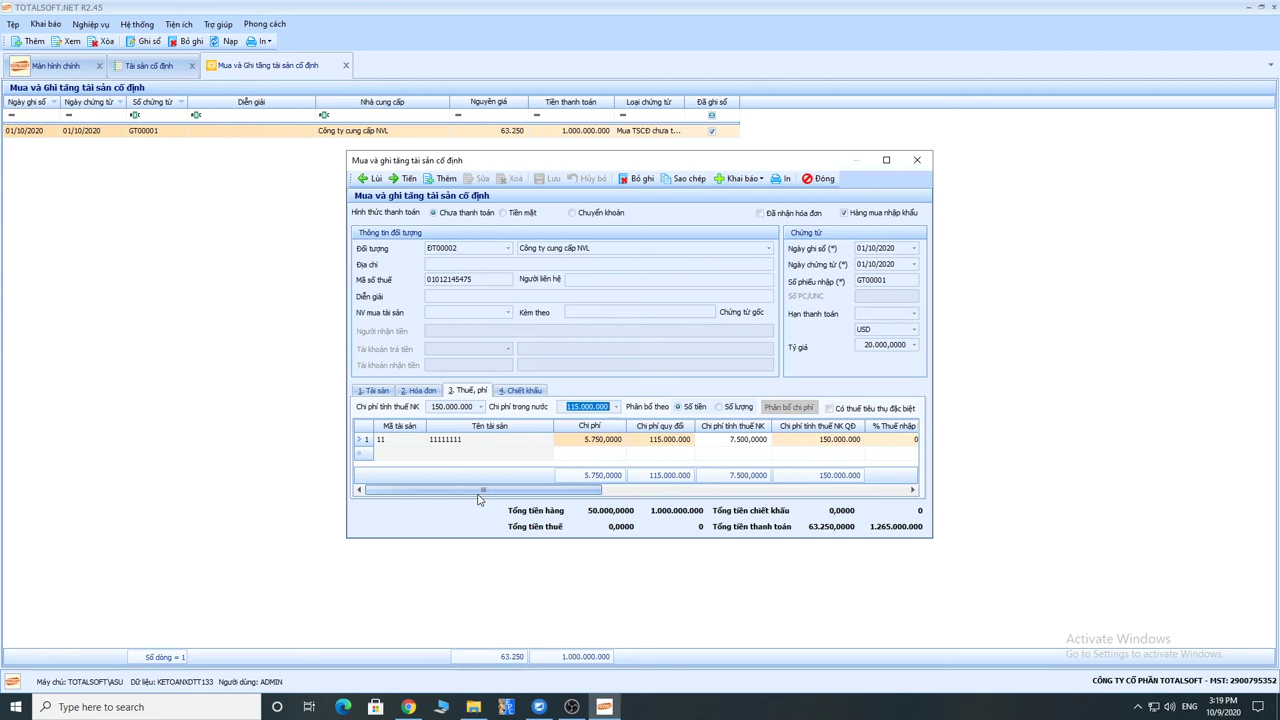 TOTALSOFT.NET R2.45
Tệp Khai báo Nghiệp vụ Hệ thống Tiện ích Trợ giúp Phong cách
Thêm Xem Xóa Ghi sổ Bỏ ghi Nạp In
Màn hình chính Tài sản cố định Mua và Ghi tăng tài sản cố định
Mua và Ghi tăng tài sản cố định
Ngày ghi sổ Ngày chứng từ Số chứng từ Diễn giải Nhà cung cấp Nguyên giá Tiền thanh toán Loại chứng từ Đã ghi sổ
01/10/2020 01/10/2020 GT00001 Công ty cung cấp NVL 63.250 1.000.000.000 Mua TSCĐ chưa t...
Mua và ghi tăng tài sản cố định
Lùi Tiến Thêm Sửa Xoá Lưu Hủy bỏ Bỏ ghi Sao chép Khai báo In Đóng
Mua và ghi tăng tài sản cố định
Hình thức thanh toán Chưa thanh toán Tiền mặt Chuyển khoản Đã nhận hóa đơn Hàng mua nhập khẩu
Thông tin đối tượng Chứng từ
Đối tượng ĐT00002 Công ty cung cấp NVL Ngày ghi sổ (*) 01/10/2020
Địa chỉ Ngày chứng từ (*) 01/10/2020
Mã số thuế 01012145475 Người liên hệ Số phiếu nhập (*) GT00001
Diễn giải Số PC/UNC
NV mua tài sản Kèm theo Chứng từ gốc Hạn thanh toán
Người nhận tiền USD
Tài khoản trả tiền Tỷ giá 20.000,0000
Tài khoản nhận tiền
1. Tài sản 2. Hóa đơn 3. Thuế, phí 4. Chiết khấu
Chi phí tính thuế NK 150.000.000 Chi phí trong nước 115.000.000 Phân bổ theo Số tiền Số lượng Phân bổ chi phí Có thuế tiêu thụ đặc biệt
Mã tài sản Tên tài sản Chi phí Chi phí quy đổi Chi phí tính thuế NK Chi phí tính thuế NK QĐ % Thuế nhập
1 11 11111111 5.750,0000 115.000.000 7.500,0000 150.000.000 0
5.750,0000 115.000.000 7.500,0000 150.000.000
Tổng tiền hàng 50.000,0000 1.000.000.000 Tổng tiền chiết khấu 0,0000 0
Tổng tiền thuế 0,0000 0 Tổng tiền thanh toán 63.250,0000 1.265.000.000
Activate Windows
Go to Settings to activate Windows.
Số dòng = 1 63.250 1.000.000.000
Máy chủ: TOTALSOFT\ASU Dữ liệu: KETOANXDTT133 Người dùng: ADMIN CÔNG TY CỔ PHẦN TOTALSOFT - MST: 2900795352
Type here to search ENG 3:19 PM
10/9/2020